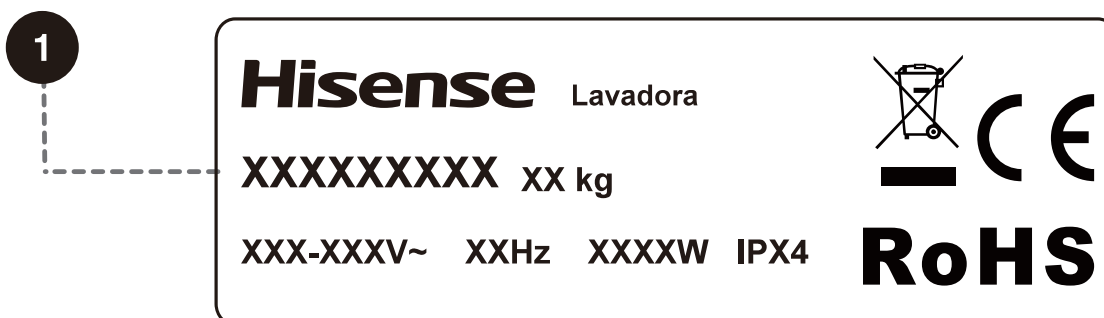 1
Hisense Lavadora
XXXXXXXXX XX kg
XXX-XXXV~ XXHz XXXXW IPX4
CE
RoHS